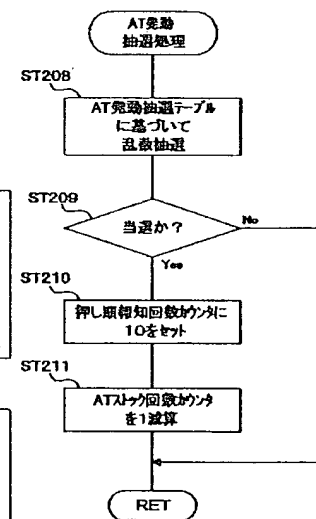 AT発動
抽選処理
ST208
AT発動抽選テーブル
に基づいて
乱数抽選
ST209
当選か？
No
Yes
ST210
押し順報知回数カウンタに
10をセット
ST211
ATストック回数カウンタ
を1減算
RET